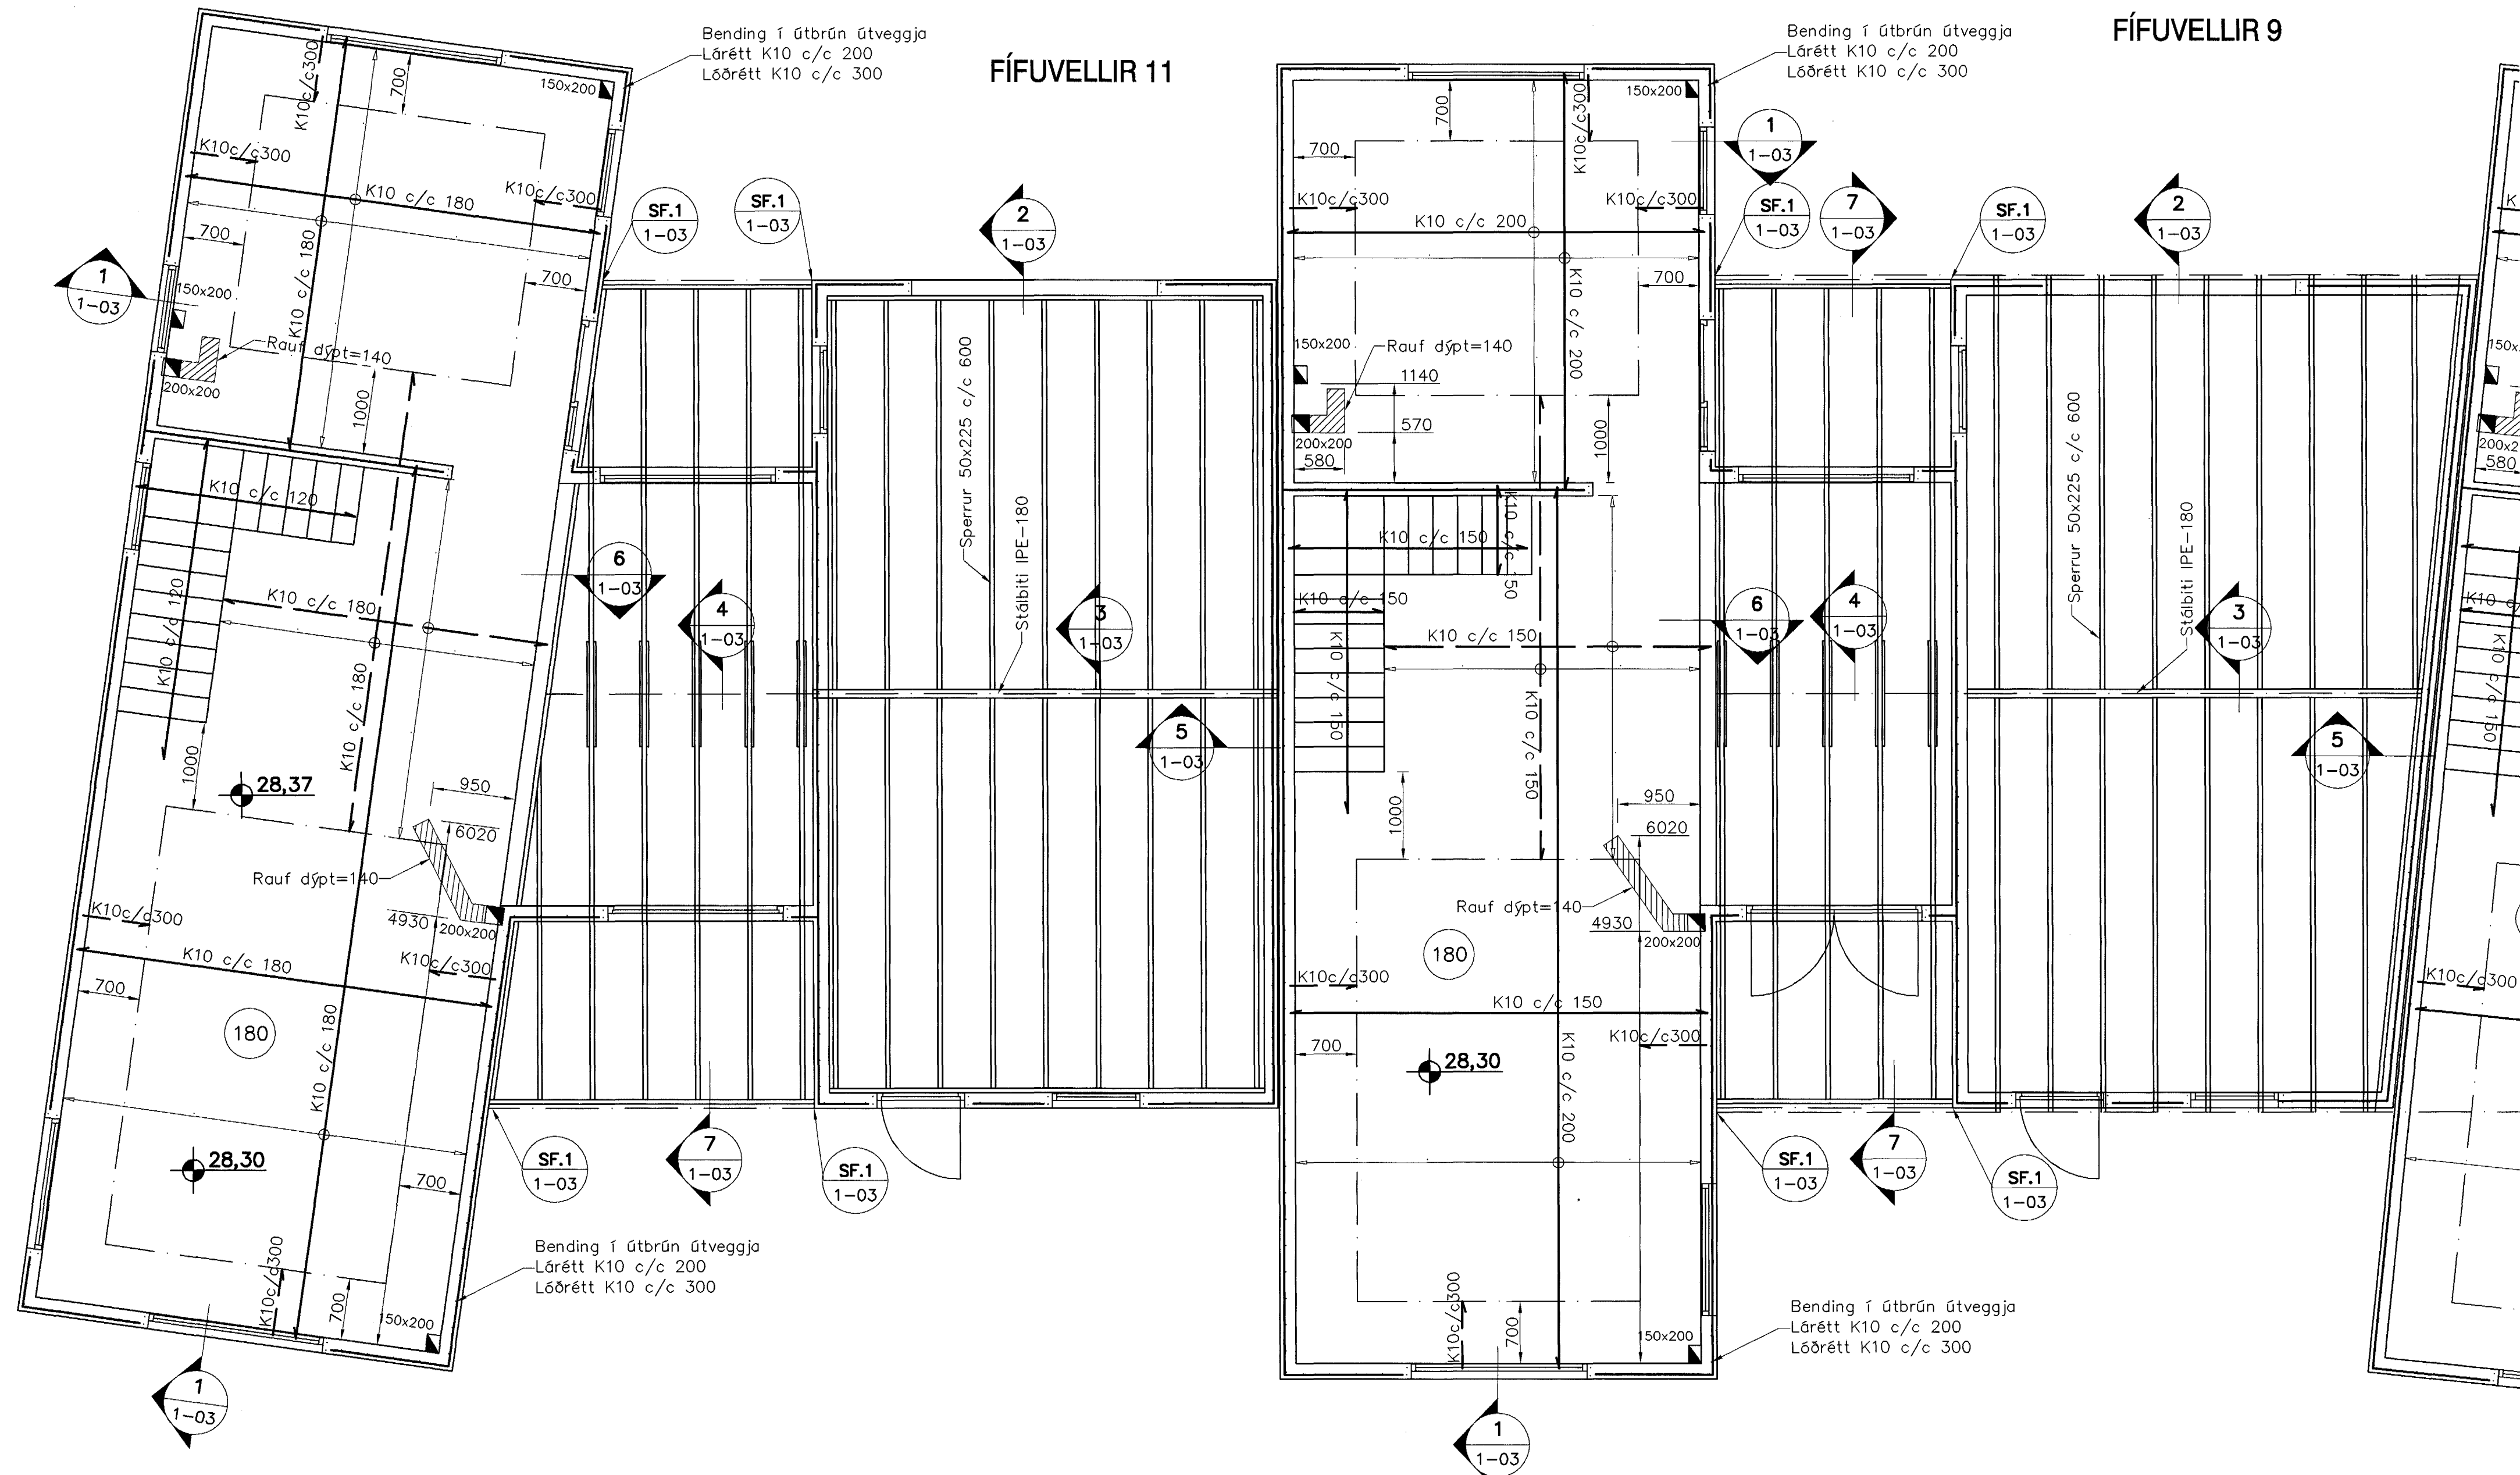 FÍFUVELLIR 11
FÍFUVELLIR 9
Bending í útbrún útveggja
Lárétt K10 c/c 200
Lóðrétt K10 c/c 300
Bending í útbrún útveggja
Lárétt K10 c/c 200
Lóðrétt K10 c/c 300
K10c/c300
700
150x200
K10c/c300
K10 c/c 180
K10c/c300
700
700
K10 c/c 180
1
1-03
150x200
Rauf dýpt=140
200x200
1000
SF.1
1-03
SF.1
1-03
2
1-03
K10 c/c 120
K10 c/c 120
K10 c/c 180
K10 c/c 180
1000
28,37
950
6020
Rauf dýpt=140
4930
200x200
K10c/c300
K10c/c300
K10 c/c 180
700
180
K10 c/c 180
28,30
700
K10c/c300
700
150x200
1
1-03
6
1-03
4
1-03
Sperrur 50x225 c/c 600
Stálbiti IPE-180
3
1-03
5
1-03
SF.1
1-03
7
1-03
SF.1
1-03
Bending í útbrún útveggja
Lárétt K10 c/c 200
Lóðrétt K10 c/c 300
700
K10c/c300
150x200
700
K10c/c300
K10c/c300
K10 c/c 200
700
K10 c/c 200
150x200
Rauf dýpt=140
1140
570
200x200
580
1000
1
1-03
SF.1
1-03
7
1-03
SF.1
1-03
2
1-03
K10 c/c 150
K10 c/c 150
K10 c/c 150
K10 c/c 150
K10 c/c 150
K10 c/c 150
1000
950
6020
Rauf dýpt=140
4930
200x200
180
K10c/c300
K10 c/c 150
700
K10c/c300
28,30
K10 c/c 200
K10c/c300
700
150x200
1
1-03
6
1-03
4
1-03
Sperrur 50x225 c/c 600
Stálbiti IPE-180
3
1-03
5
1-03
SF.1
1-03
7
1-03
SF.1
1-03
Bending í útbrún útveggja
Lárétt K10 c/c 200
Lóðrétt K10 c/c 300
580
K10 c/c 150
K10c/c300